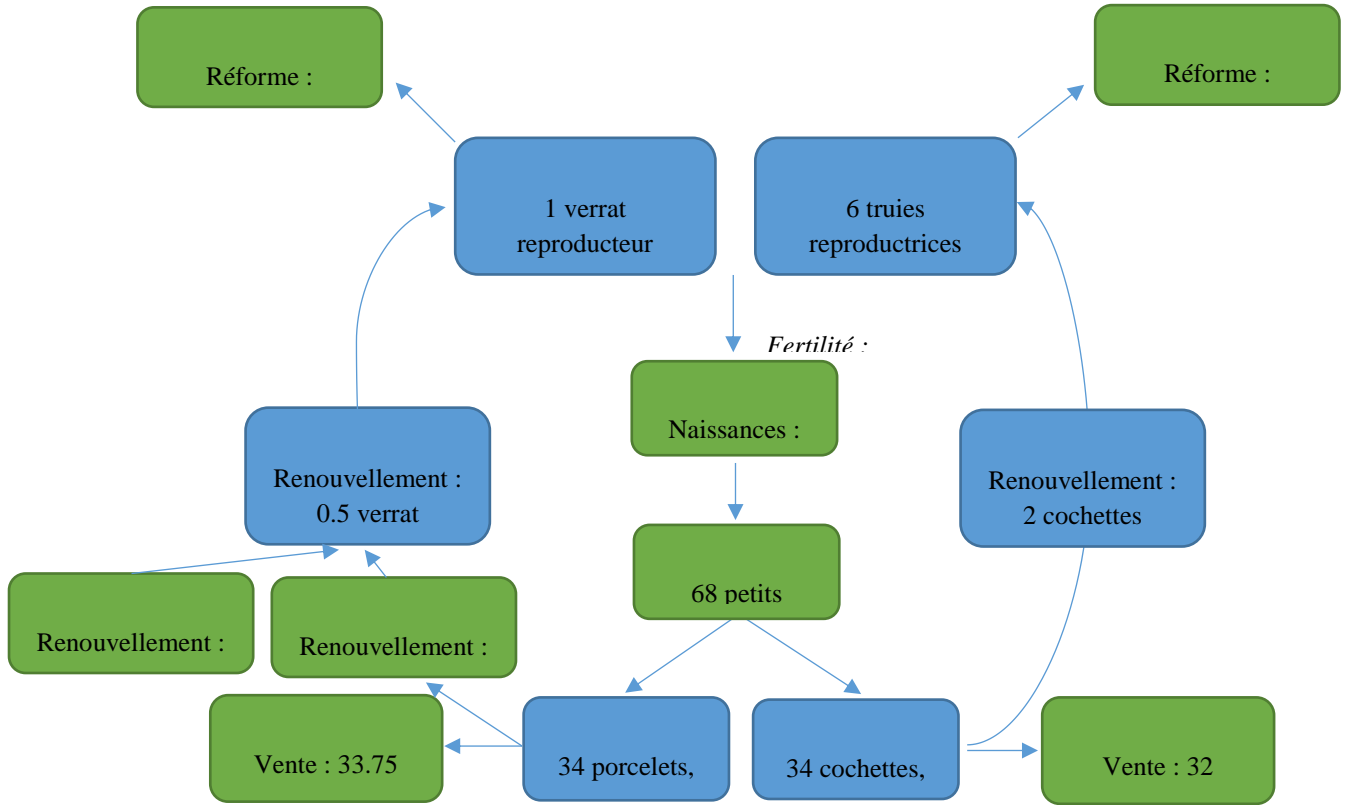 Réforme :
Réforme :
1 verrat
reproducteur
6 truies
reproductrices
Fertilité :
Naissances :
Renouvellement :
0.5 verrat
Renouvellement :
2 cochettes
68 petits
Renouvellement :
Renouvellement :
Vente : 33.75
34 porcelets,
34 cochettes,
Vente : 32